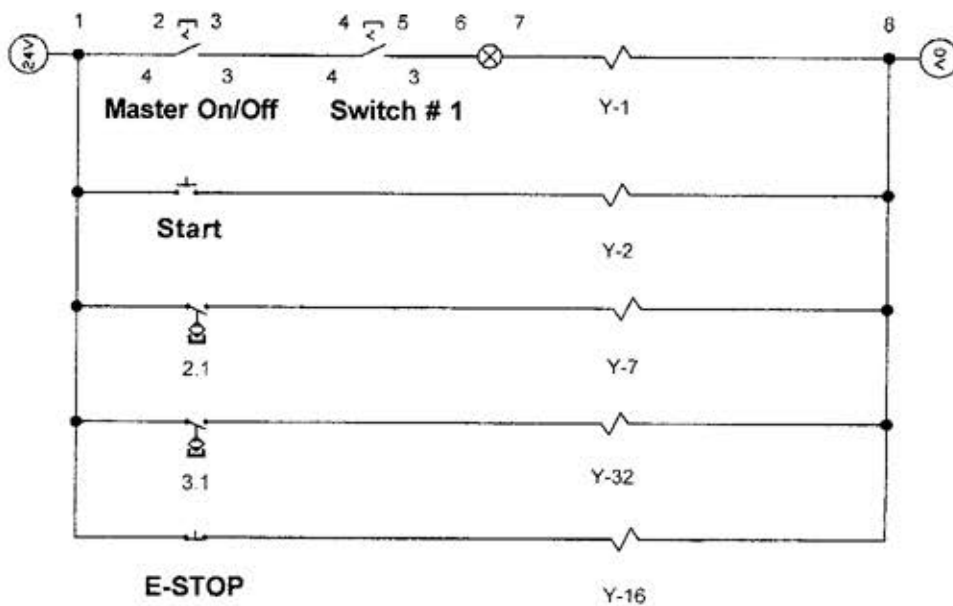 2 3 4 5 6 7
1 8
24V 0V
4 3 4 3
Master On/Off Switch # 1 Y-1
Start
Y-2
2.1 Y-7
3.1 Y-32
E-STOP Y-16